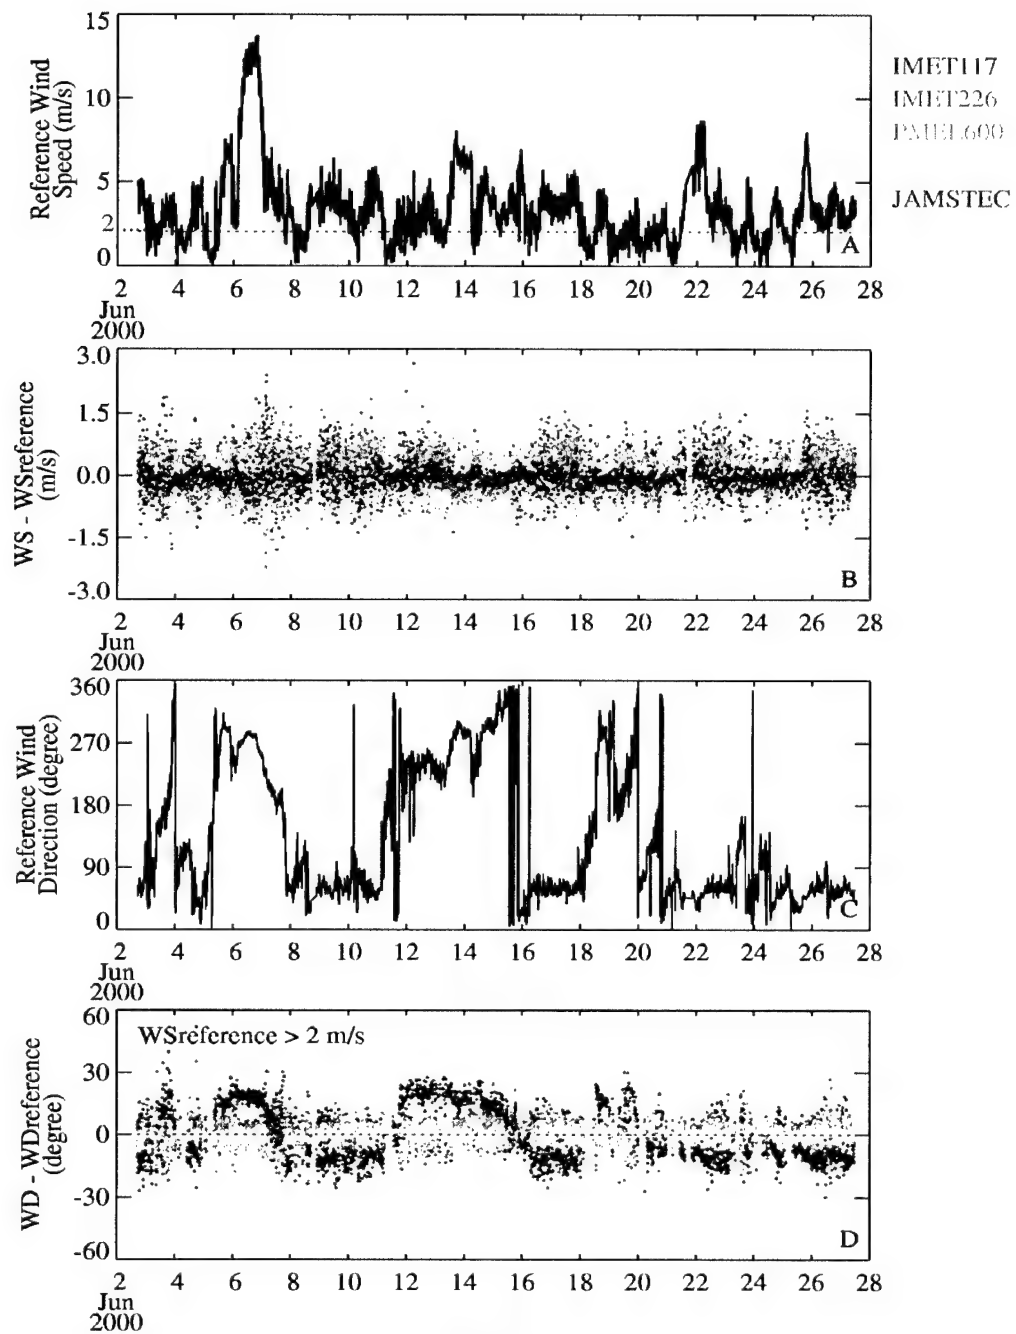 15
10
5
2
0
Reference Wind
Speed (m/s)
A
2 4 6 8 10 12 14 16 18 20 22 24 26 28
Jun
2000
IMET117
IMET226
PMEL600
JAMSTEC
3.0
1.5
0.0
-1.5
-3.0
WS - WSreference
(m/s)
B
2 4 6 8 10 12 14 16 18 20 22 24 26 28
Jun
2000
360
270
180
90
0
Reference Wind
Direction (degree)
C
2 4 6 8 10 12 14 16 18 20 22 24 26 28
Jun
2000
60
30
0
-30
-60
WD - WDreference
(degree)
WSreference > 2 m/s
D
2 4 6 8 10 12 14 16 18 20 22 24 26 28
Jun
2000